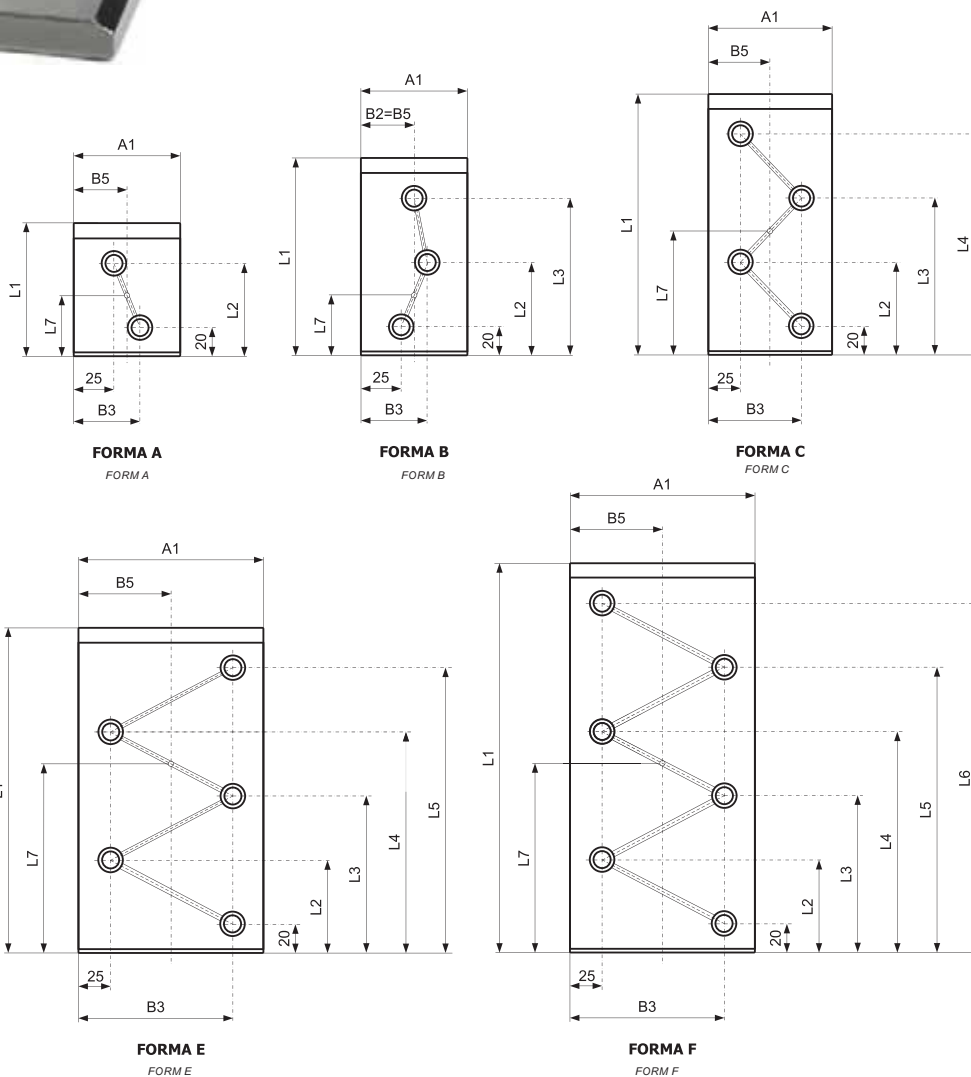 A1
B5
L1
L7
L2
20
25
B3
FORMA A
FORM A
A1
B2=B5
L1
L7
L3
L2
20
25
B3
FORMA B
FORM B
A1
B5
L1
L7
L4
L3
L2
20
25
B3
FORMA C
FORM C
A1
B5
L7
L5
L4
L3
L2
20
25
B3
FORMA E
FORM E
A1
B5
L1
L7
L6
L5
L4
L3
L2
20
25
B3
FORMA F
FORM F